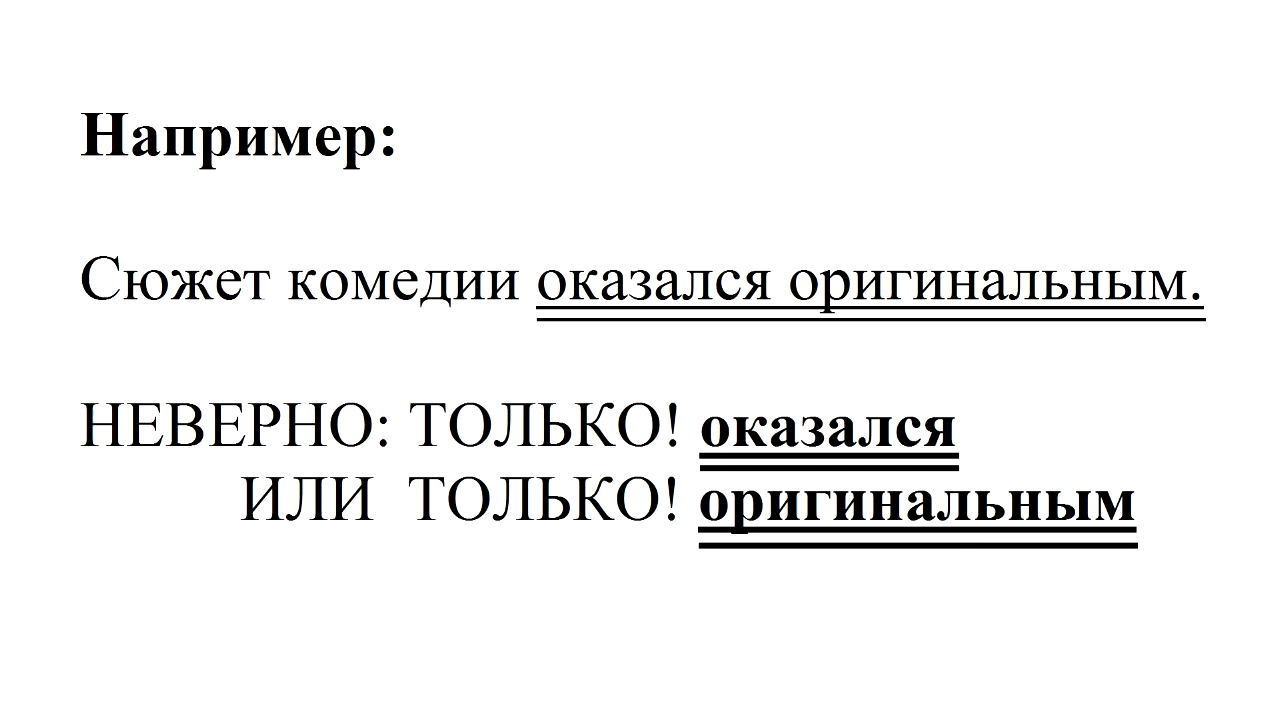 Например:
Сюжет комедии оказался оригинальным.
НЕВЕРНО: ТОЛЬКО! оказался
ИЛИ ТОЛЬКО! оригинальным